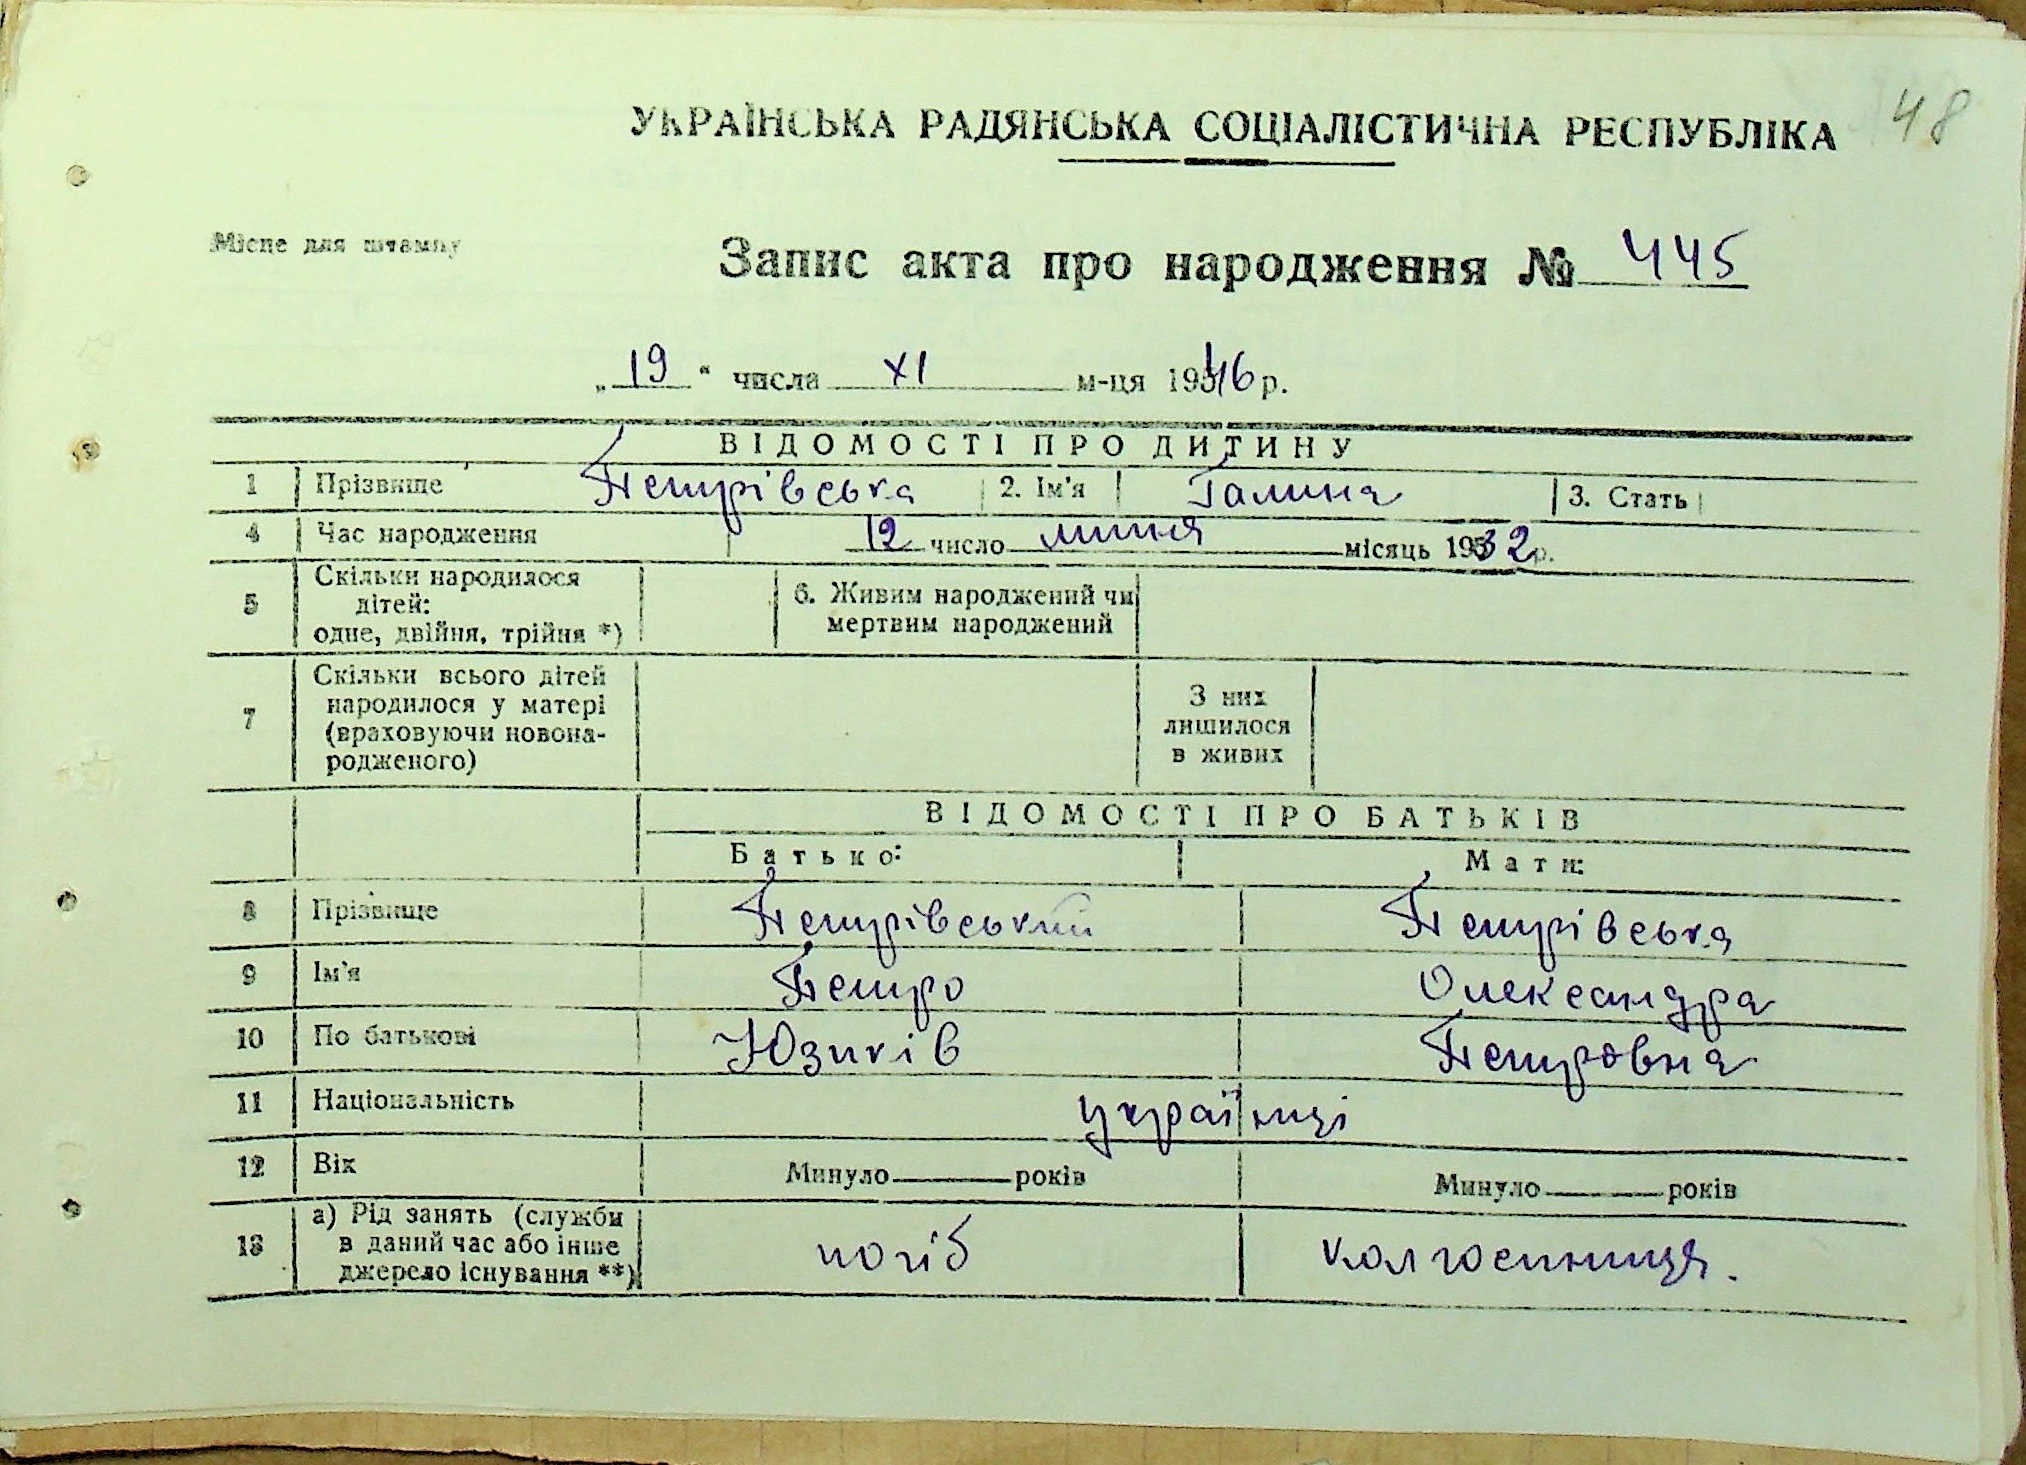 48
УКРАЇНСЬКА РАДЯНСЬКА СОЦІАЛІСТИЧНА РЕСПУБЛІКА
Місце для штампу
Запис акта про народження № 445
„19“ числа XI м-ця 1946 р.
ВІДОМОСТІ ПРО ДИТИНУ
1 Прізвище Петрівська 2. Ім'я Галина 3. Стать
4 Час народження 12 число липня місяць 1932 р.
5 Скільки народилося дітей: одне, двійня, трійня *) 6. Живим народжений чи мертвим народжений
7 Скільки всього дітей народилося у матері (враховуючи новона-родженого) З них лишилося в живих
ВІДОМОСТІ ПРО БАТЬКІВ
Батько: Мати:
8 Прізвище Петрівський Петрівська
9 Ім'я Петро Олександра
10 По батькові Юзиків Петровна
11 Національність українці
12 Вік Минуло ____ років Минуло ____ років
13 а) Рід занять (служби в даний час або інше джерело існування **) погіб колгоспниця.